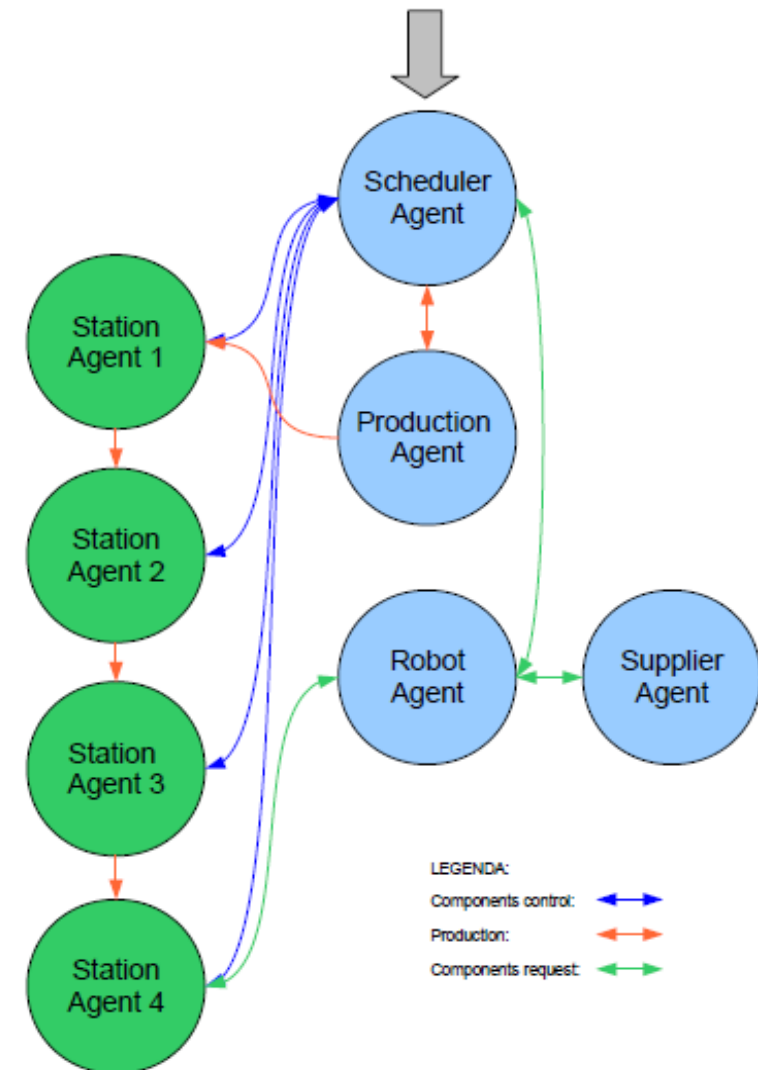 Scheduler
Agent
Station
Agent 1
Production
Agent
Station
Agent 2
Robot
Agent
Supplier
Agent
Station
Agent 3
LEGENDA:
Components control:
Production:
Components request:
Station
Agent 4